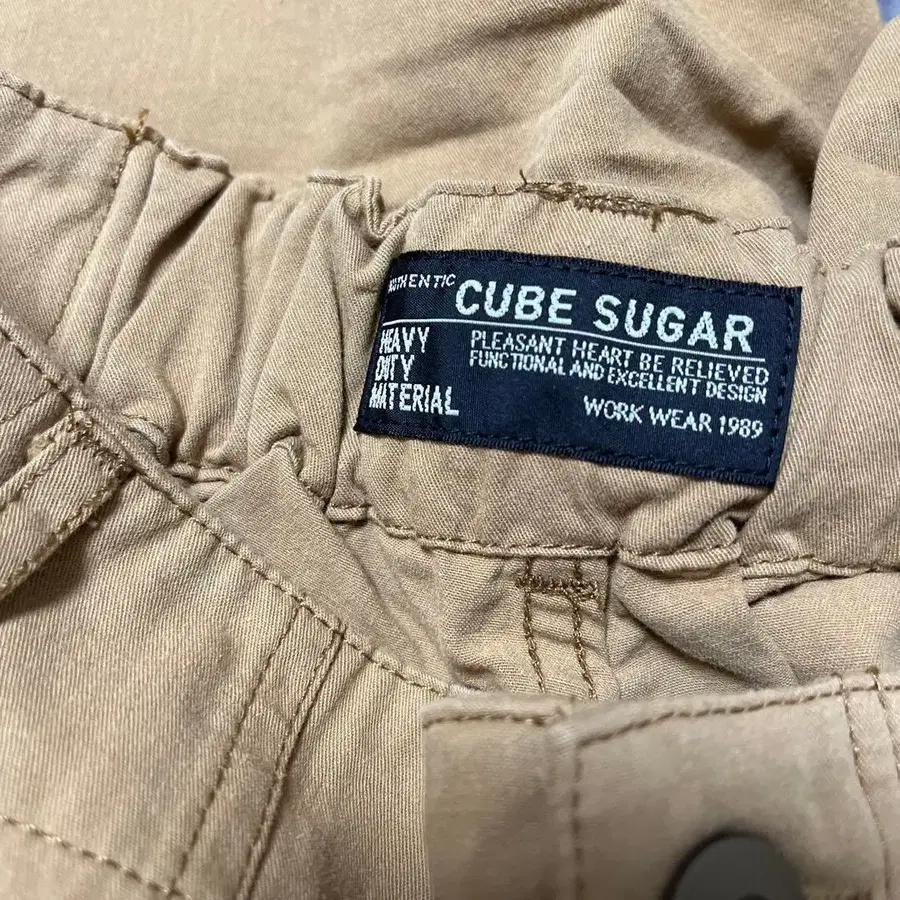 AUTHENTIC
CUBE SUGAR
HEAVY
DUTY
MATERIAL
PLEASANT HEART BE RELIEVED
FUNCTIONAL AND EXCELLENT DESIGN
WORK WEAR 1989